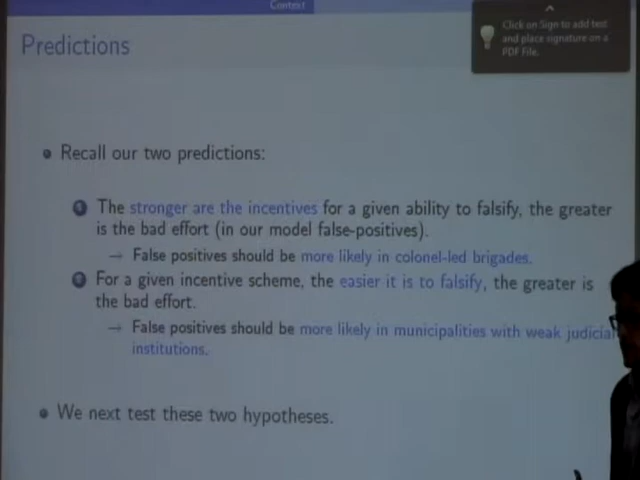 Context
Predictions
Click on Sign to add text
and place signature on a
PDF File.
Recall our two predictions:
The stronger are the incentives for a given ability to falsify, the greater
is the bad effort (in our model false-positives).
→ False positives should be more likely in colonel-led brigades.
For a given incentive scheme, the easier it is to falsify, the greater is
the bad effort.
→ False positives should be more likely in municipalities with weak judicial
institutions.
We next test these two hypotheses.